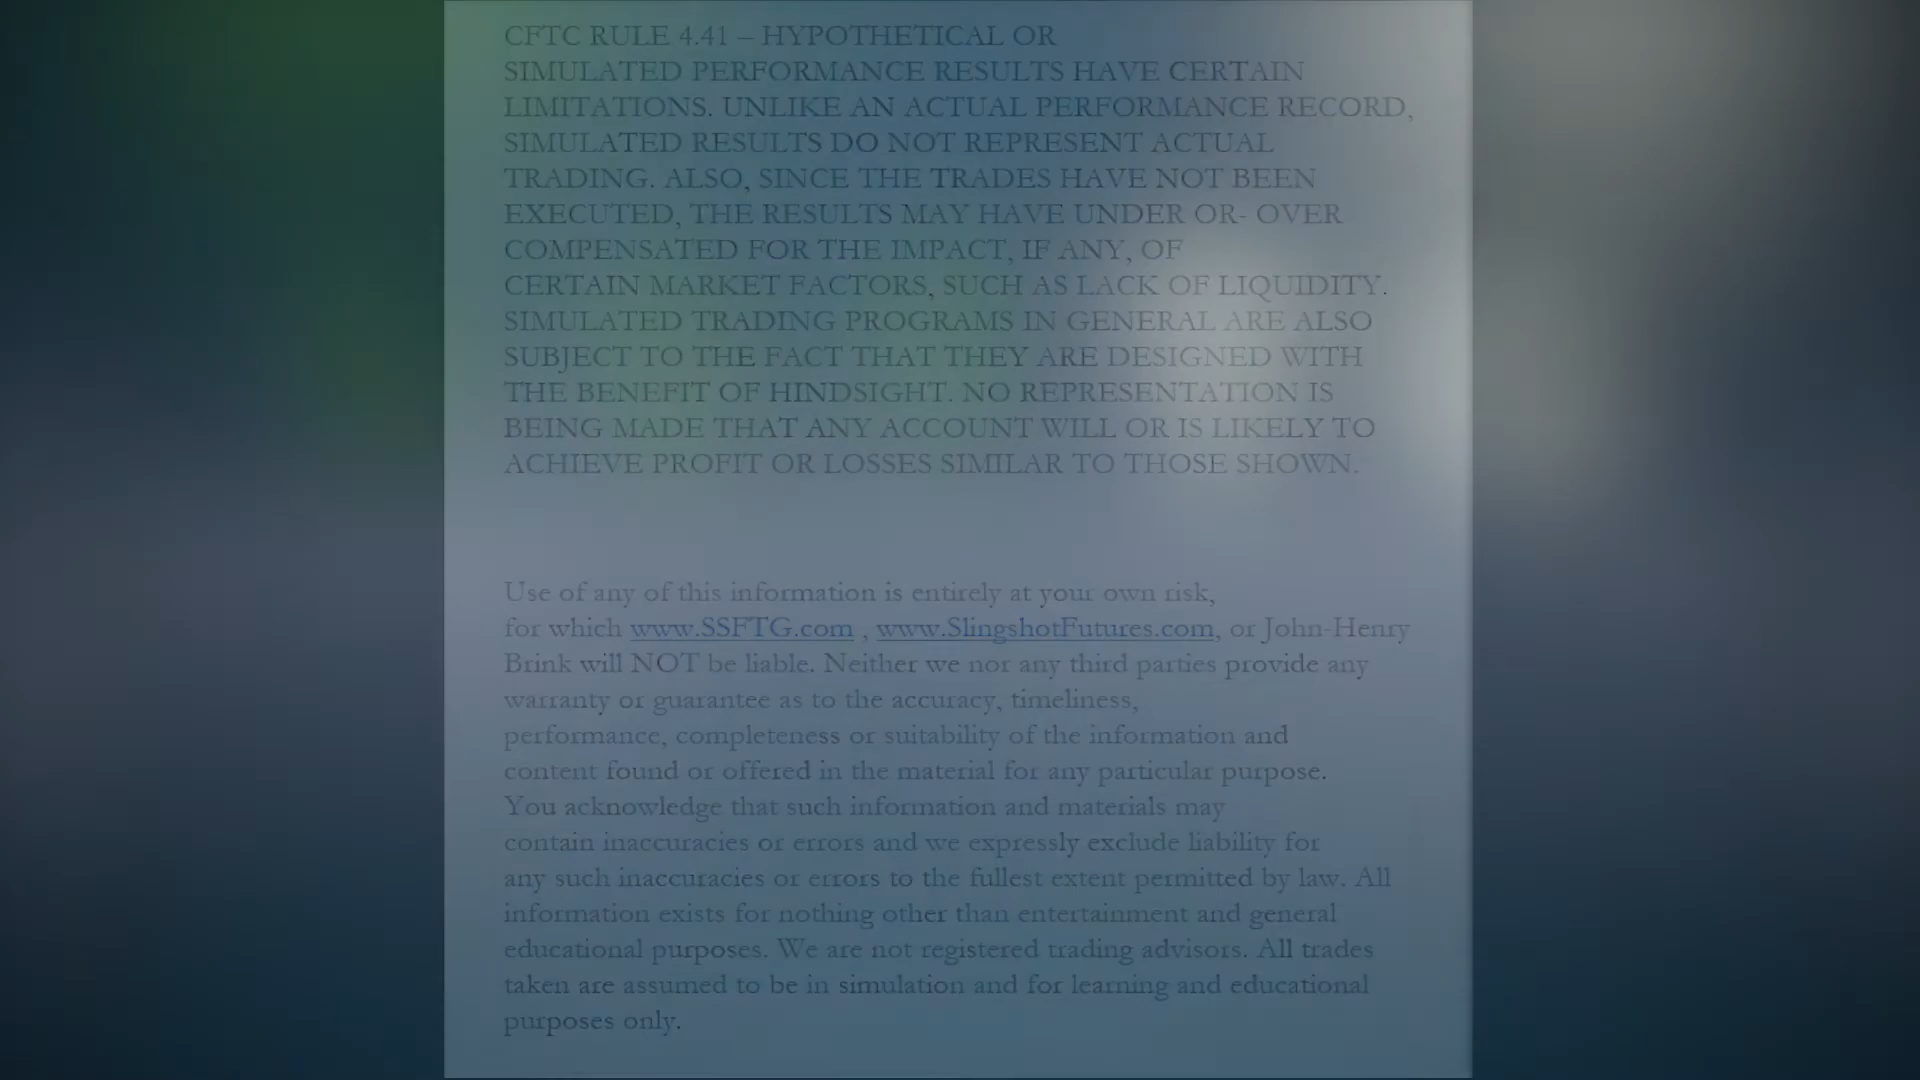 CFTC RULE 4.41 – HYPOTHETICAL OR
SIMULATED PERFORMANCE RESULTS HAVE CERTAIN
LIMITATIONS. UNLIKE AN ACTUAL PERFORMANCE RECORD,
SIMULATED RESULTS DO NOT REPRESENT ACTUAL
TRADING. ALSO, SINCE THE TRADES HAVE NOT BEEN
EXECUTED, THE RESULTS MAY HAVE UNDER OR- OVER
COMPENSATED FOR THE IMPACT, IF ANY, OF
CERTAIN MARKET FACTORS, SUCH AS LACK OF LIQUIDITY.
SIMULATED TRADING PROGRAMS IN GENERAL ARE ALSO
SUBJECT TO THE FACT THAT THEY ARE DESIGNED WITH
THE BENEFIT OF HINDSIGHT. NO REPRESENTATION IS
BEING MADE THAT ANY ACCOUNT WILL OR IS LIKELY TO
ACHIEVE PROFIT OR LOSSES SIMILAR TO THOSE SHOWN.
Use of any of this information is entirely at your own risk,
for which www.SSFTG.com , www.SlingshotFutures.com, or John-Henry
Brink will NOT be liable. Neither we nor any third parties provide any
warranty or guarantee as to the accuracy, timeliness,
performance, completeness or suitability of the information and
content found or offered in the material for any particular purpose.
You acknowledge that such information and materials may
contain inaccuracies or errors and we expressly exclude liability for
any such inaccuracies or errors to the fullest extent permitted by law. All
information exists for nothing other than entertainment and general
educational purposes. We are not registered trading advisors. All trades
taken are assumed to be in simulation and for learning and educational
purposes only.